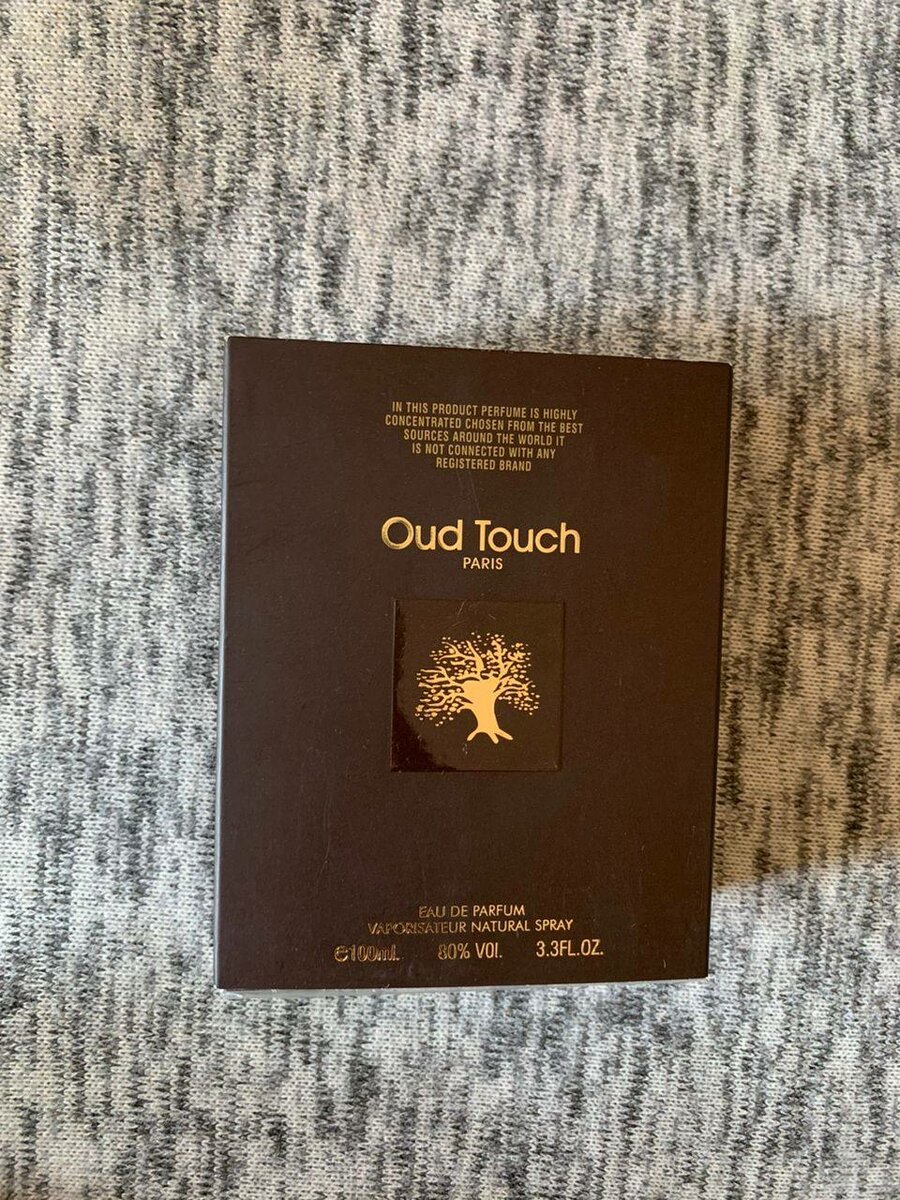 IN THIS PRODUCT PERFUME IS HIGHLY
CONCENTRATED CHOSEN FROM THE BEST
SOURCES AROUND THE WORLD IT
IS NOT CONNECTED WITH ANY
REGISTERED BRAND
Oud Touch
PARIS
EAU DE PARFUM
VAPORISATEUR NATURAL SPRAY
℮100ml. 80% VOl. 3.3FL.OZ.